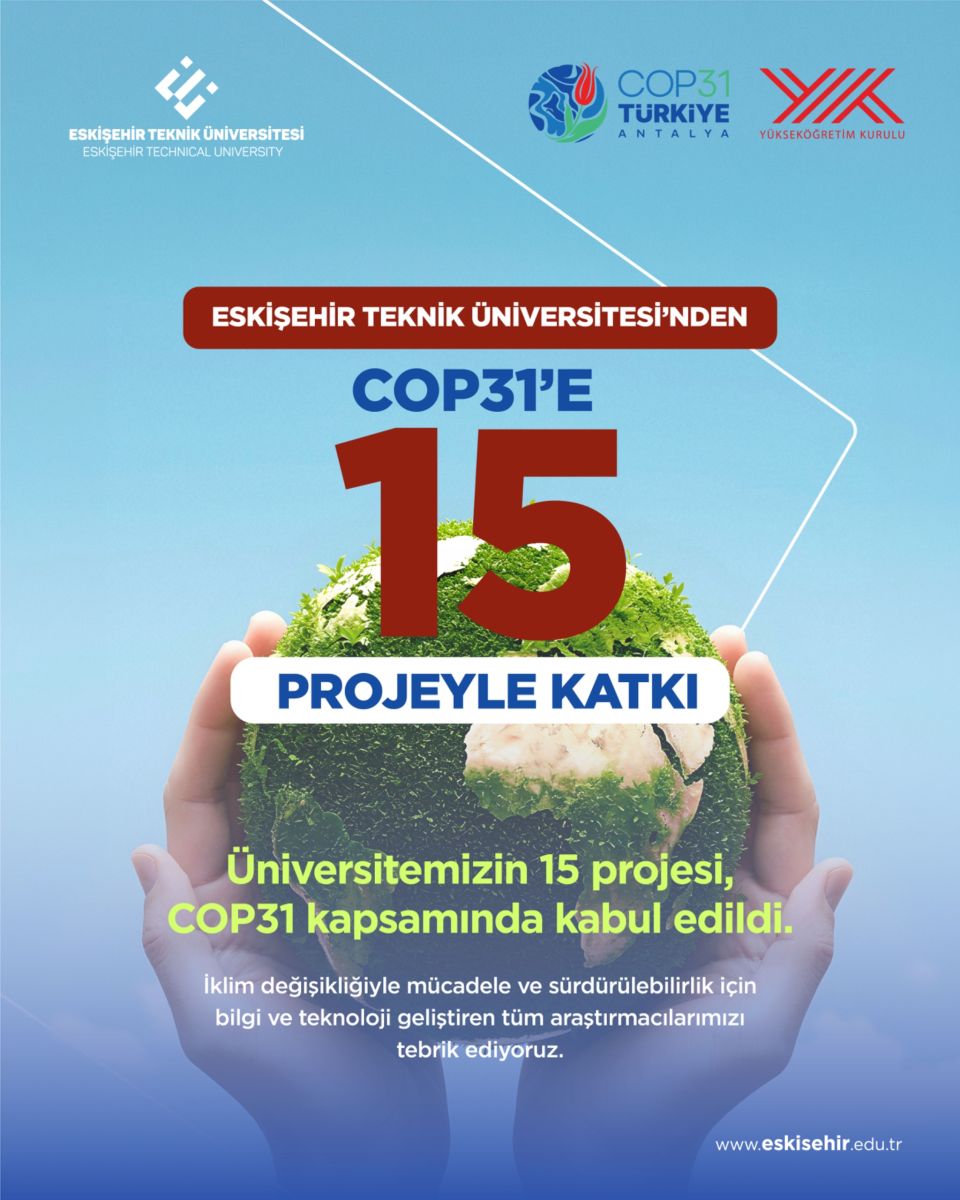 ESKİŞEHİR TEKNİK ÜNİVERSİTESİ
ESKİŞEHİR TECHNICAL UNIVERSITY
COP31
TÜRKİYE
ANTALYA
YÜKSEKÖĞRETİM KURULU
ESKİŞEHİR TEKNİK ÜNİVERSİTESİ’NDEN
COP31’E
15
PROJEYLE KATKI
Üniversitemizin 15 projesi,
COP31 kapsamında kabul edildi.
İklim değişikliğiyle mücadele ve sürdürülebilirlik için
bilgi ve teknoloji geliştiren tüm araştırmacılarımızı
tebrik ediyoruz.
www.eskisehir.edu.tr